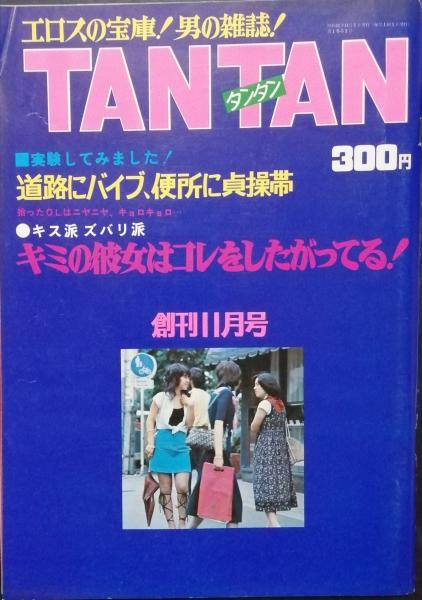 エロスの宝庫!男の雑誌!
TANTAN
タンタン
■実験してみました!
300円
道路にバイブ、便所に貞操帯
拾ったOLはニヤニヤ、キョロキョロ…
●キス派 ズバリ派
キミの彼女はコレをしたがってる!
創刊11月号